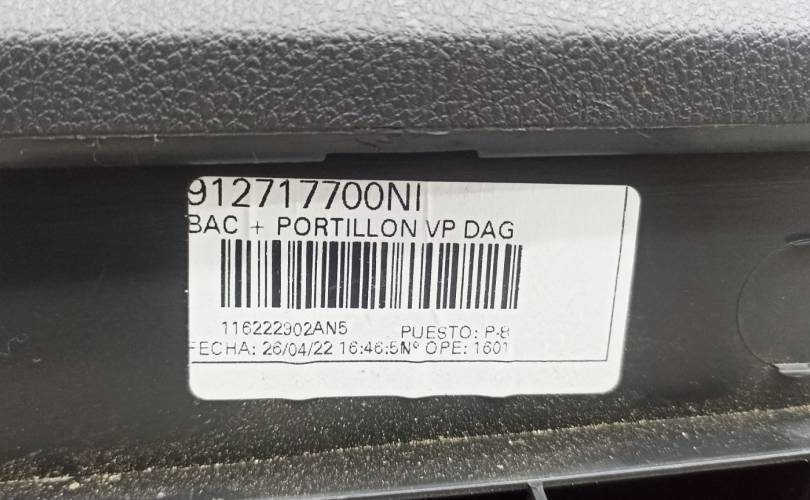 912717700NI
BAC + PORTILLON VP DAG
116222902AN5 PUESTO: P-8
FECHA: 26/04/22 16:46:5 Nº OPE: 1601